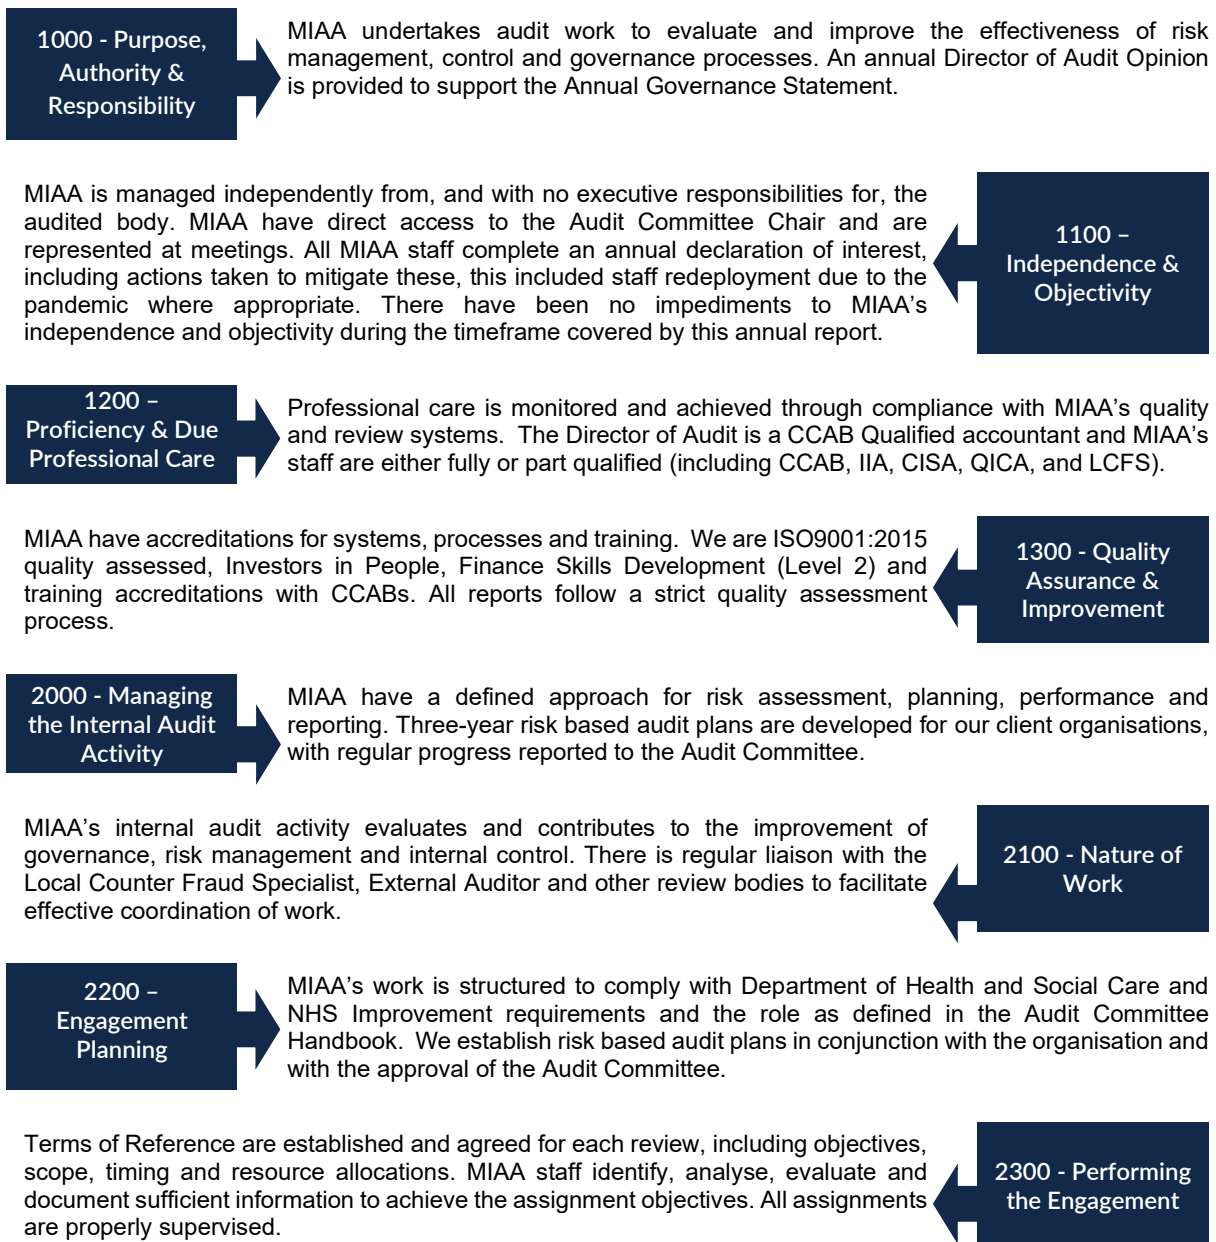 1000 - Purpose,
Authority &
Responsibility
MIAA undertakes audit work to evaluate and improve the effectiveness of risk
management, control and governance processes. An annual Director of Audit Opinion
is provided to support the Annual Governance Statement.
MIAA is managed independently from, and with no executive responsibilities for, the
audited body. MIAA have direct access to the Audit Committee Chair and are
represented at meetings. All MIAA staff complete an annual declaration of interest,
including actions taken to mitigate these, this included staff redeployment due to the
pandemic where appropriate. There have been no impediments to MIAA’s
independence and objectivity during the timeframe covered by this annual report.
1100 –
Independence &
Objectivity
1200 –
Proficiency & Due
Professional Care
Professional care is monitored and achieved through compliance with MIAA’s quality
and review systems. The Director of Audit is a CCAB Qualified accountant and MIAA’s
staff are either fully or part qualified (including CCAB, IIA, CISA, QICA, and LCFS).
MIAA have accreditations for systems, processes and training. We are ISO9001:2015
quality assessed, Investors in People, Finance Skills Development (Level 2) and
training accreditations with CCABs. All reports follow a strict quality assessment
process.
1300 - Quality
Assurance &
Improvement
2000 - Managing
the Internal Audit
Activity
MIAA have a defined approach for risk assessment, planning, performance and
reporting. Three-year risk based audit plans are developed for our client organisations,
with regular progress reported to the Audit Committee.
MIAA’s internal audit activity evaluates and contributes to the improvement of
governance, risk management and internal control. There is regular liaison with the
Local Counter Fraud Specialist, External Auditor and other review bodies to facilitate
effective coordination of work.
2100 - Nature of
Work
2200 –
Engagement
Planning
MIAA’s work is structured to comply with Department of Health and Social Care and
NHS Improvement requirements and the role as defined in the Audit Committee
Handbook. We establish risk based audit plans in conjunction with the organisation and
with the approval of the Audit Committee.
Terms of Reference are established and agreed for each review, including objectives,
scope, timing and resource allocations. MIAA staff identify, analyse, evaluate and
document sufficient information to achieve the assignment objectives. All assignments
are properly supervised.
2300 - Performing
the Engagement